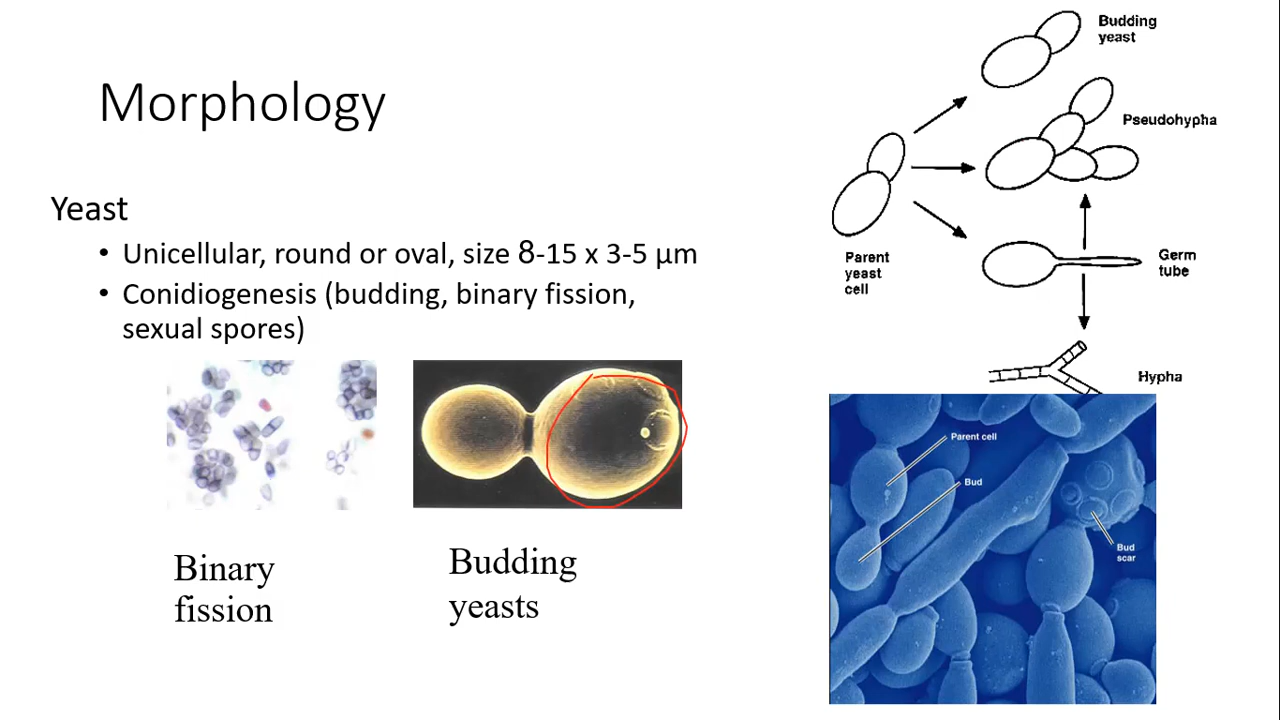 Morphology
Yeast
• Unicellular, round or oval, size 8-15 x 3-5 µm
• Conidiogenesis (budding, binary fission,
sexual spores)
Binary
fission
Budding
yeasts
Budding
yeast
Pseudohypha
Parent
yeast
cell
Germ
tube
Hypha
Parent cell
Bud
Bud
scar